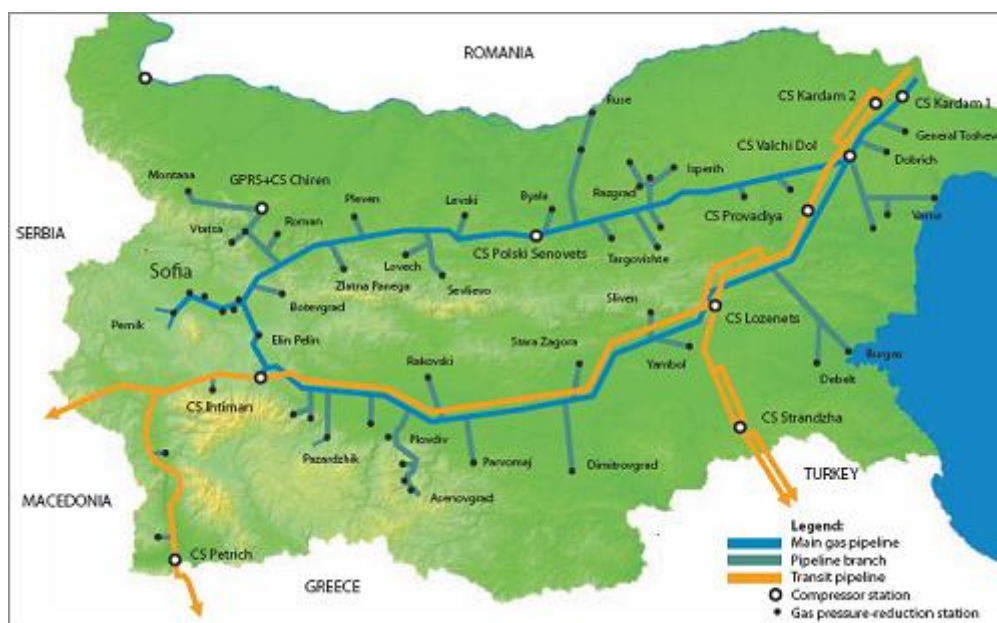 ROMANIA
CS Kardam 2
CS Kardam 1
Ruse
General Toshevo
CS Valchi Dol
Dobrich
Montana
GPRS+CS Chiren
Isperih
Razgrad
Pleven
Levski
Byala
Roman
Vtatsa
CS Provadiya
Varna
SERBIA
CS Polski Senovets
Targovishte
Lovech
Sofia
Zlatna Panega
Sevlievo
Botevgrad
Sliven
CS Lozenets
Pernik
Elin Pelin
Stara Zagora
Rakovski
Yambol
Burgas
Debelt
CS Ihtiman
CS Strandzha
Plovdiv
Pazardzhik
Parvomaj
Dimitrovgrad
TURKEY
Asenovgrad
MACEDONIA
Legend:
Main gas pipeline
Pipeline branch
Transit pipeline
Compressor station
Gas pressure-reduction station
CS Petrich
GREECE